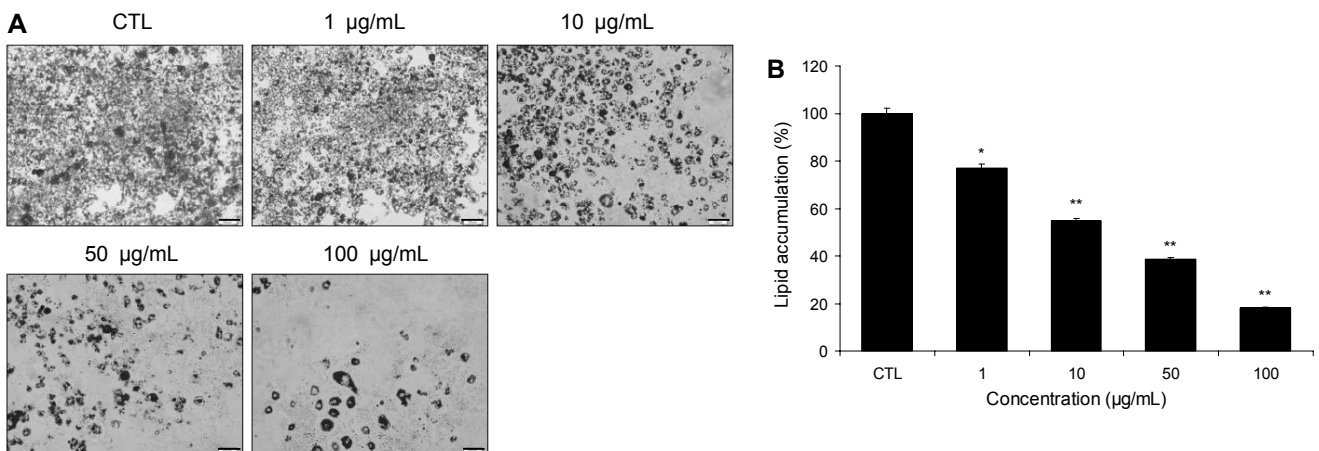 A
CTL
1 µg/mL
10 µg/mL
50 µg/mL
100 µg/mL
B
120
100
80
60
40
20
0
Lipid accumulation (%)
*
**
**
**
CTL
1
10
50
100
Concentration (µg/mL)